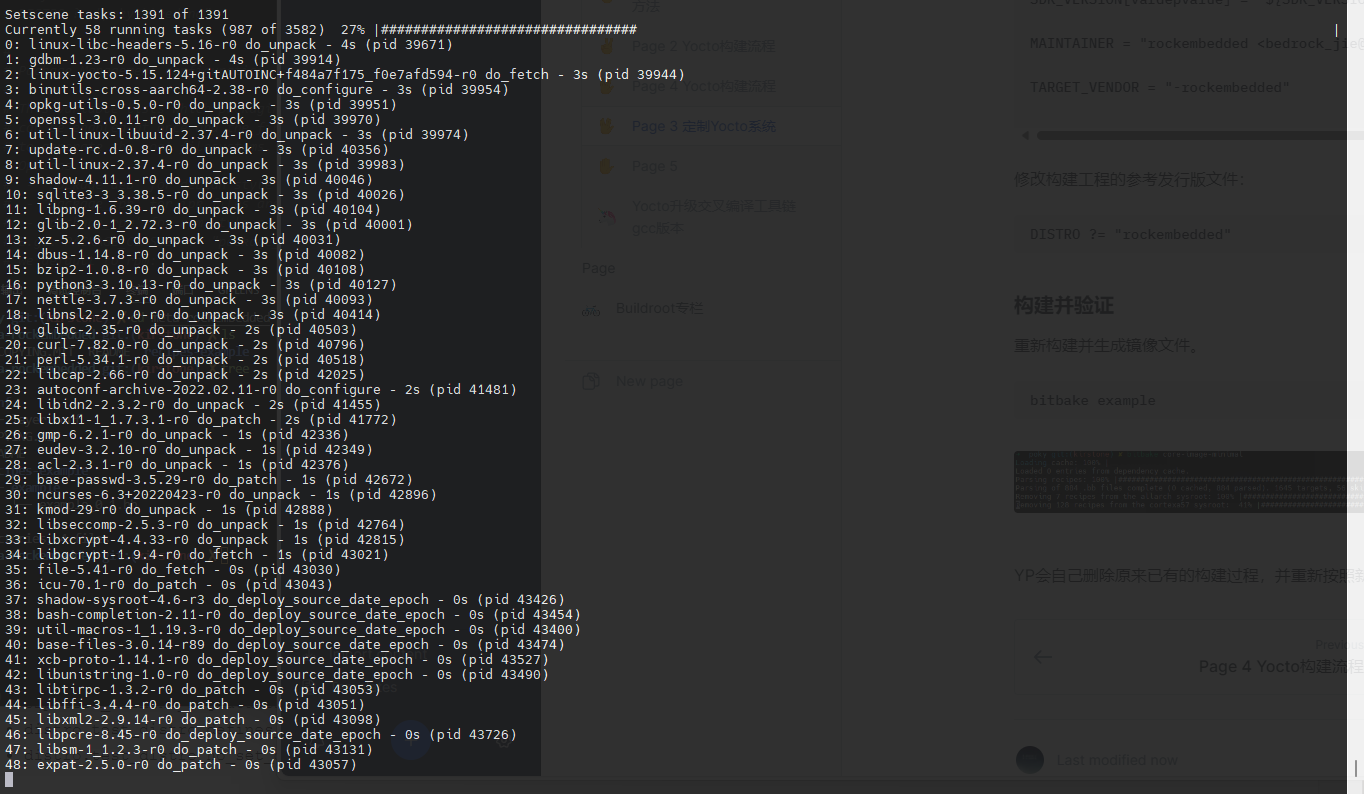 Setscene tasks: 1391 of 1391
Currently 58 running tasks (987 of 3582)  27% |################################                                                                                       |
0: linux-libc-headers-5.16-r0 do_unpack - 4s (pid 39671)
1: gdbm-1.23-r0 do_unpack - 4s (pid 39914)
2: linux-yocto-5.15.124+gitAUTOINC+f484a7f175_f0e7afd594-r0 do_fetch - 3s (pid 39944)
3: binutils-cross-aarch64-2.38-r0 do_configure - 3s (pid 39954)
4: opkg-utils-0.5.0-r0 do_unpack - 3s (pid 39951)
5: openssl-3.0.11-r0 do_unpack - 3s (pid 39970)
6: util-linux-libuuid-2.37.4-r0 do_unpack - 3s (pid 39974)
7: update-rc.d-0.8-r0 do_unpack - 3s (pid 40356)
8: util-linux-2.37.4-r0 do_unpack - 3s (pid 39983)
9: shadow-4.11.1-r0 do_unpack - 3s (pid 40046)
10: sqlite3-3_3.38.5-r0 do_unpack - 3s (pid 40026)
11: libpng-1.6.39-r0 do_unpack - 3s (pid 40104)
12: glib-2.0-1_2.72.3-r0 do_unpack - 3s (pid 40001)
13: xz-5.2.6-r0 do_unpack - 3s (pid 40031)
14: dbus-1.14.8-r0 do_unpack - 3s (pid 40082)
15: bzip2-1.0.8-r0 do_unpack - 3s (pid 40108)
16: python3-3.10.13-r0 do_unpack - 3s (pid 40127)
17: nettle-3.7.3-r0 do_unpack - 3s (pid 40093)
18: libnsl2-2.0.0-r0 do_unpack - 3s (pid 40414)
19: glibc-2.35-r0 do_unpack - 2s (pid 40503)
20: curl-7.82.0-r0 do_unpack - 2s (pid 40796)
21: perl-5.34.1-r0 do_unpack - 2s (pid 40518)
22: libcap-2.66-r0 do_unpack - 2s (pid 42025)
23: autoconf-archive-2022.02.11-r0 do_configure - 2s (pid 41481)
24: libidn2-2.3.2-r0 do_unpack - 2s (pid 41455)
25: libx11-1_1.7.3.1-r0 do_patch - 2s (pid 41772)
26: gmp-6.2.1-r0 do_unpack - 1s (pid 42336)
27: eudev-3.2.10-r0 do_unpack - 1s (pid 42349)
28: acl-2.3.1-r0 do_unpack - 1s (pid 42376)
29: base-passwd-3.5.29-r0 do_patch - 1s (pid 42672)
30: ncurses-6.3+20220423-r0 do_unpack - 1s (pid 42896)
31: kmod-29-r0 do_unpack - 1s (pid 42888)
32: libseccomp-2.5.3-r0 do_unpack - 1s (pid 42764)
33: libxcrypt-4.4.33-r0 do_unpack - 1s (pid 42815)
34: libgcrypt-1.9.4-r0 do_fetch - 1s (pid 43021)
35: file-5.41-r0 do_fetch - 0s (pid 43030)
36: icu-70.1-r0 do_patch - 0s (pid 43043)
37: shadow-sysroot-4.6-r3 do_deploy_source_date_epoch - 0s (pid 43426)
38: bash-completion-2.11-r0 do_deploy_source_date_epoch - 0s (pid 43454)
39: util-macros-1_1.19.3-r0 do_deploy_source_date_epoch - 0s (pid 43400)
40: base-files-3.0.14-r89 do_deploy_source_date_epoch - 0s (pid 43474)
41: xcb-proto-1.14.1-r0 do_deploy_source_date_epoch - 0s (pid 43527)
42: libunistring-1.0-r0 do_deploy_source_date_epoch - 0s (pid 43490)
43: libtirpc-1.3.2-r0 do_patch - 0s (pid 43053)
44: libffi-3.4.4-r0 do_patch - 0s (pid 43051)
45: libxml2-2.9.14-r0 do_patch - 0s (pid 43098)
46: libpcre-8.45-r0 do_deploy_source_date_epoch - 0s (pid 43726)
47: libsm-1_1.2.3-r0 do_patch - 0s (pid 43131)
48: expat-2.5.0-r0 do_patch - 0s (pid 43057)
方法
Page 2 Yocto构建流程
Page 4 Yocto构建流程
Page 3 定制Yocto系统
Page 5
Yocto升级交叉编译工具链
gcc版本
Page
Buildroot专栏
New page
MAINTAINER = "rockembedded <bedrock_jie
TARGET_VENDOR = "-rockembedded"
修改构建工程的参考发行版文件：
DISTRO ?= "rockembedded"
构建并验证
重新构建并生成镜像文件。
bitbake example
YP会自己删除原来已有的构建过程，并重新按照新
Previous
Page 4 Yocto构建流程
Last modified now